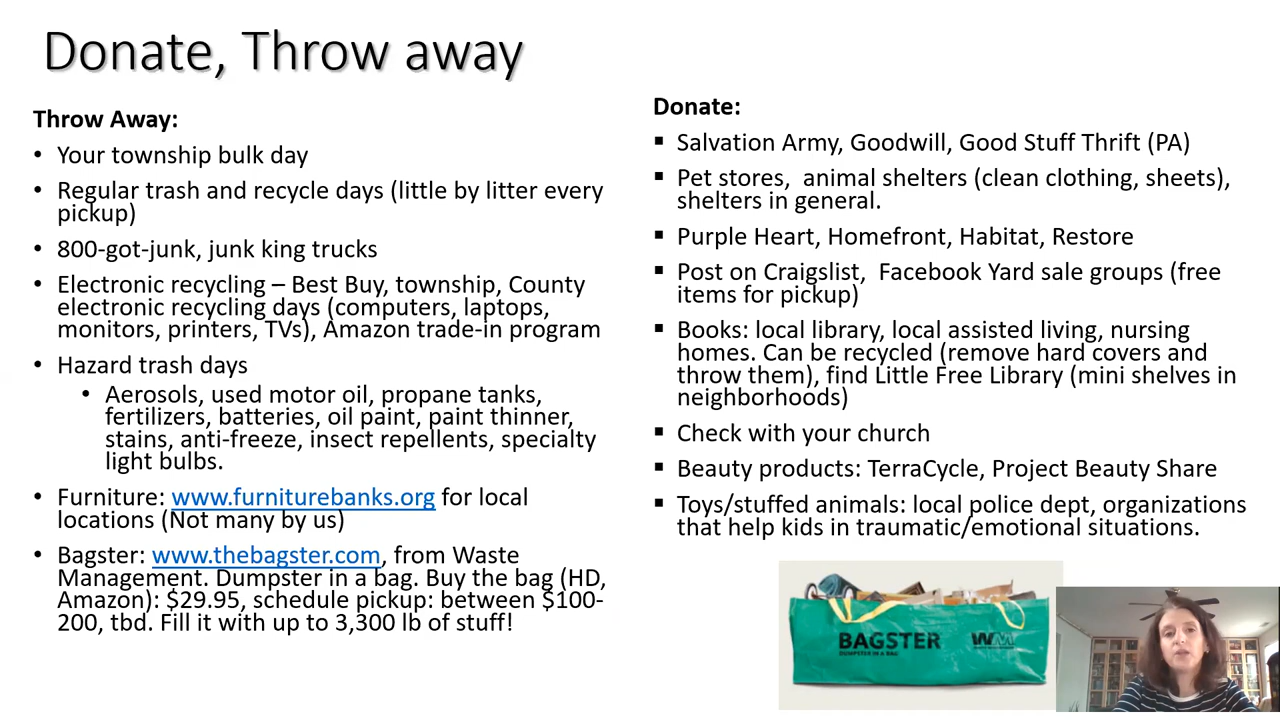 Donate, Throw away
Throw Away:
• Your township bulk day
• Regular trash and recycle days (little by litter every
pickup)
• 800-got-junk, junk king trucks
• Electronic recycling – Best Buy, township, County
electronic recycling days (computers, laptops,
monitors, printers, TVs), Amazon trade-in program
• Hazard trash days
• Aerosols, used motor oil, propane tanks,
fertilizers, batteries, oil paint, paint thinner,
stains, anti-freeze, insect repellents, specialty
light bulbs.
• Furniture: www.furniturebanks.org for local
locations (Not many by us)
• Bagster: www.thebagster.com, from Waste
Management. Dumpster in a bag. Buy the bag (HD,
Amazon): $29.95, schedule pickup: between $100-
200, tbd. Fill it with up to 3,300 lb of stuff!
Donate:
▪ Salvation Army, Goodwill, Good Stuff Thrift (PA)
▪ Pet stores,  animal shelters (clean clothing, sheets),
shelters in general.
▪ Purple Heart, Homefront, Habitat, Restore
▪ Post on Craigslist,  Facebook Yard sale groups (free
items for pickup)
▪ Books: local library, local assisted living, nursing
homes. Can be recycled (remove hard covers and
throw them), find Little Free Library (mini shelves in
neighborhoods)
▪ Check with your church
▪ Beauty products: TerraCycle, Project Beauty Share
▪ Toys/stuffed animals: local police dept, organizations
that help kids in traumatic/emotional situations.
BAGSTER WM
DUMPSTER IN A BAG